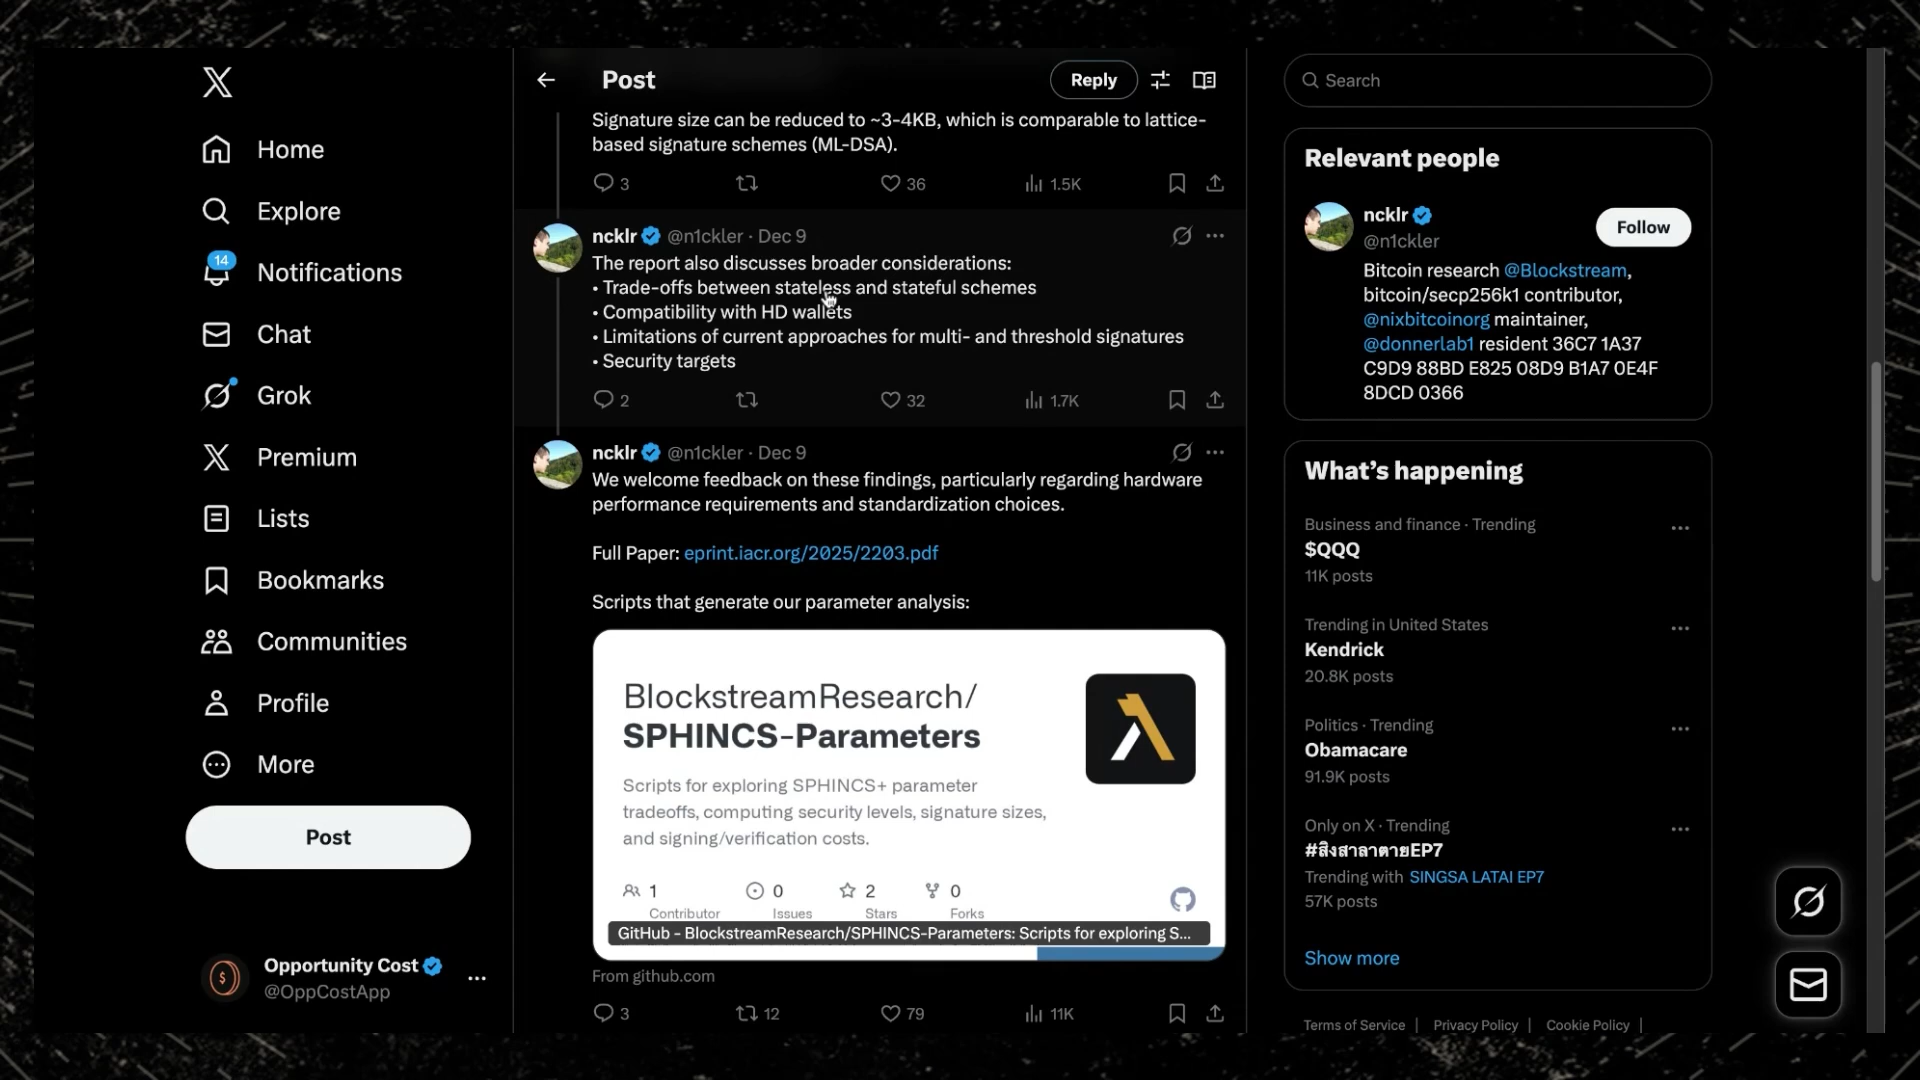 Home
Explore
14
Notifications
Chat
Grok
Premium
Lists
Bookmarks
Communities
Profile
More
Post
Opportunity Cost
@OppCostApp
Post
Reply
Signature size can be reduced to ~3-4KB, which is comparable to lattice-
based signature schemes (ML-DSA).
3 36 1.5K
ncklr @n1ckler · Dec 9
The report also discusses broader considerations:
• Trade-offs between stateless and stateful schemes
• Compatibility with HD wallets
• Limitations of current approaches for multi- and threshold signatures
• Security targets
2 32 1.7K
ncklr @n1ckler · Dec 9
We welcome feedback on these findings, particularly regarding hardware
performance requirements and standardization choices.
Full Paper: eprint.iacr.org/2025/2203.pdf
Scripts that generate our parameter analysis:
BlockstreamResearch/
SPHINCS-Parameters
Scripts for exploring SPHINCS+ parameter
tradeoffs, computing security levels, signature sizes,
and signing/verification costs.
1 0 2 0
Contributor Issues Stars Forks
GitHub - BlockstreamResearch/SPHINCS-Parameters: Scripts for exploring S...
From github.com
3 12 79 11K
Search
Relevant people
ncklr
@n1ckler
Follow
Bitcoin research @Blockstream,
bitcoin/secp256k1 contributor,
@nixbitcoinorg maintainer,
@donnerlab1 resident 36C7 1A37
C9D9 88BD E825 08D9 B1A7 0E4F
8DCD 0366
What's happening
Business and finance · Trending
$QQQ
11K posts
Trending in United States
Kendrick
20.8K posts
Politics · Trending
Obamacare
91.9K posts
Only on X · Trending
#สิงสาลาตายEP7
Trending with SINGSA LATAI EP7
57K posts
Show more
Terms of Service | Privacy Policy | Cookie Policy |